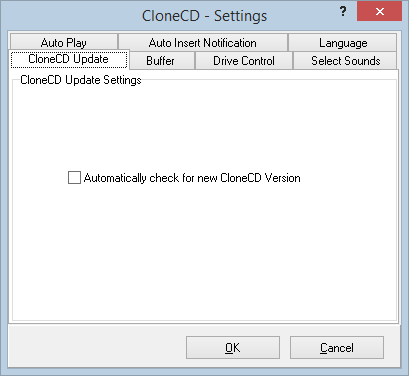 CloneCD - Settings
?
Auto Play
Auto Insert Notification
Language
CloneCD Update
Buffer
Drive Control
Select Sounds
CloneCD Update Settings
Automatically check for new CloneCD Version
OK
Cancel